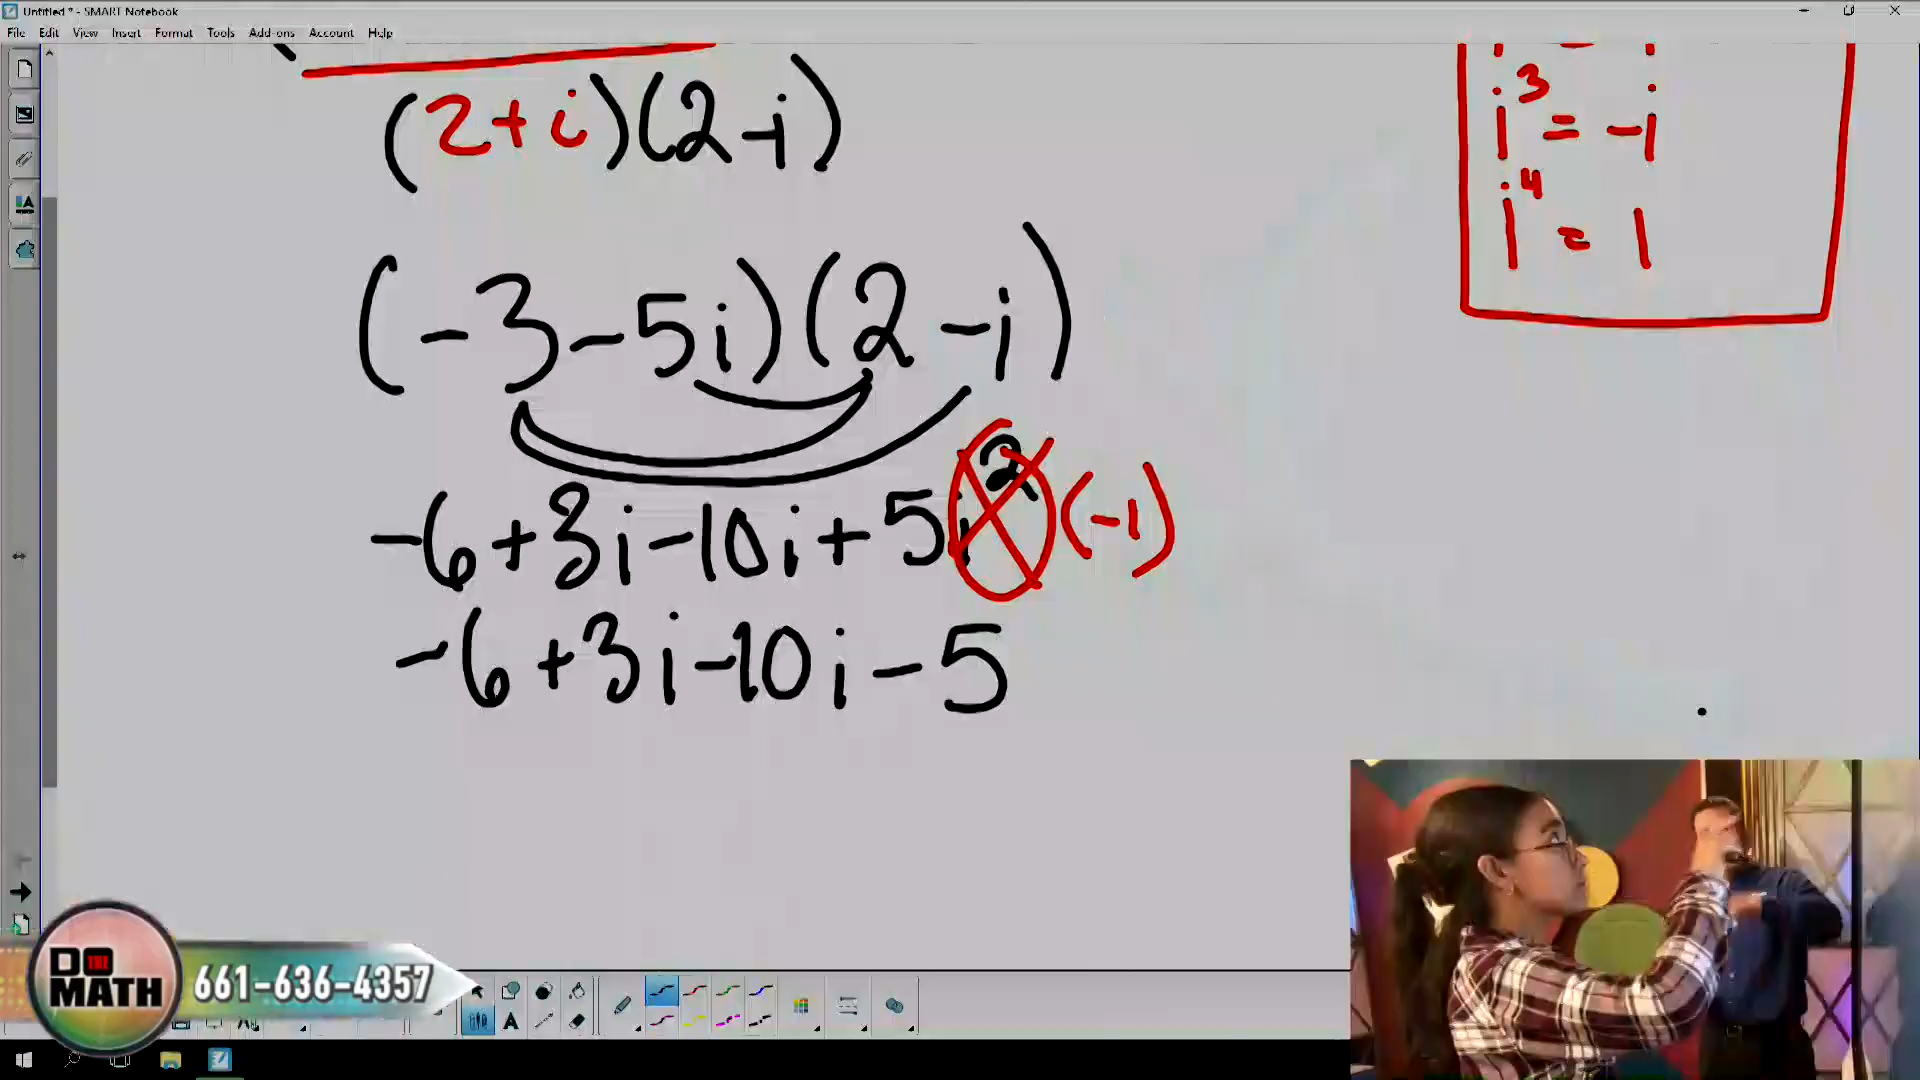 Untitled * - SMART Notebook
File Edit View Insert Format Tools Add-ons Account Help
(2+i)(2-i)
i³ = -i
i⁴ = 1
(-3-5i)(2-i)
-6+3i-10i+5i²(-1)
-6+3i-10i-5
DO THE MATH
661-636-4357